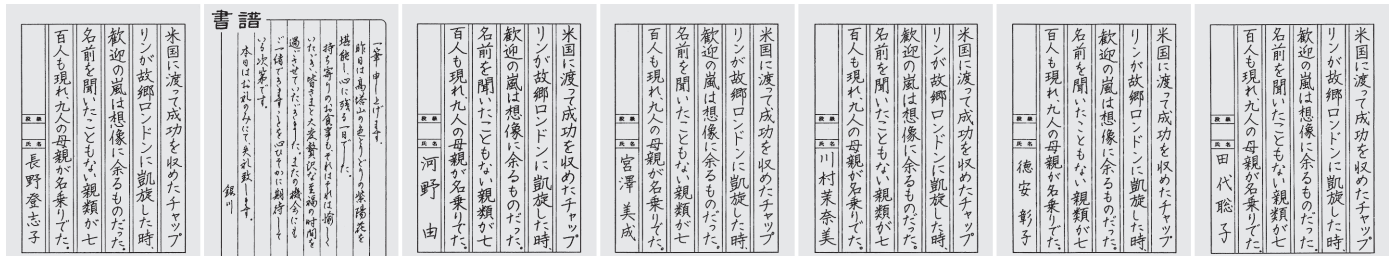 米国に渡って成功を収めたチャップ
リンが故郷ロンドンに凱旋した時、
歓迎の嵐は想像に余るものだった。
名前を聞いたこともない親類が七
百人も現れ、九人の母親が名乗りでた。
段級
氏名
長野登志子
書譜
一筆申し上げます。
昨日は高塔の色とりどりの紫陽花を
堪能し、心に残る一日でした。
持ち寄りのお食事も、それぞれ愉しく
いただき、皆さまと大変贅沢な至福の時間を
過ごさせていただきました。またの機会にも
ご一緒できますことを心ひそかに期待して
いる次第です。
本日はお礼のみにて失礼致します。
銀川
米国に渡って成功を収めたチャップ
リンが故郷ロンドンに凱旋した時、
歓迎の嵐は想像に余るものだった。
名前を聞いたこともない親類が七
百人も現れ、九人の母親が名乗りでた。
段級
氏名
河野由
米国に渡って成功を収めたチャップ
リンが故郷ロンドンに凱旋した時、
歓迎の嵐は想像に余るものだった。
名前を聞いたこともない親類が七
百人も現れ、九人の母親が名乗りでた。
段級
氏名
宮澤美成
米国に渡って成功を収めたチャップ
リンが故郷ロンドンに凱旋した時、
歓迎の嵐は想像に余るものだった。
名前を聞いたこともない親類が七
百人も現れ、九人の母親が名乗りでた。
段級
氏名
川村茉奈美
米国に渡って成功を収めたチャップ
リンが故郷ロンドンに凱旋した時、
歓迎の嵐は想像に余るものだった。
名前を聞いたこともない親類が七
百人も現れ、九人の母親が名乗りでた。
段級
氏名
徳安彰子
米国に渡って成功を収めたチャップ
リンが故郷ロンドンに凱旋した時、
歓迎の嵐は想像に余るものだった。
名前を聞いたこともない親類が七
百人も現れ、九人の母親が名乗りでた。
段級
氏名
田代聡子